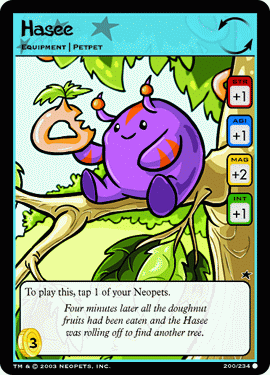 Hasee
Equipment | Petpet
STR
+1
AGI
+1
MAG
+2
INT
+1
To play this, tap 1 of your Neopets.
Four minutes later all the doughnut
fruits had been eaten and the Hasee
was rolling off to find another tree.
3
TM & © 2003 NEOPETS, INC.
200/234